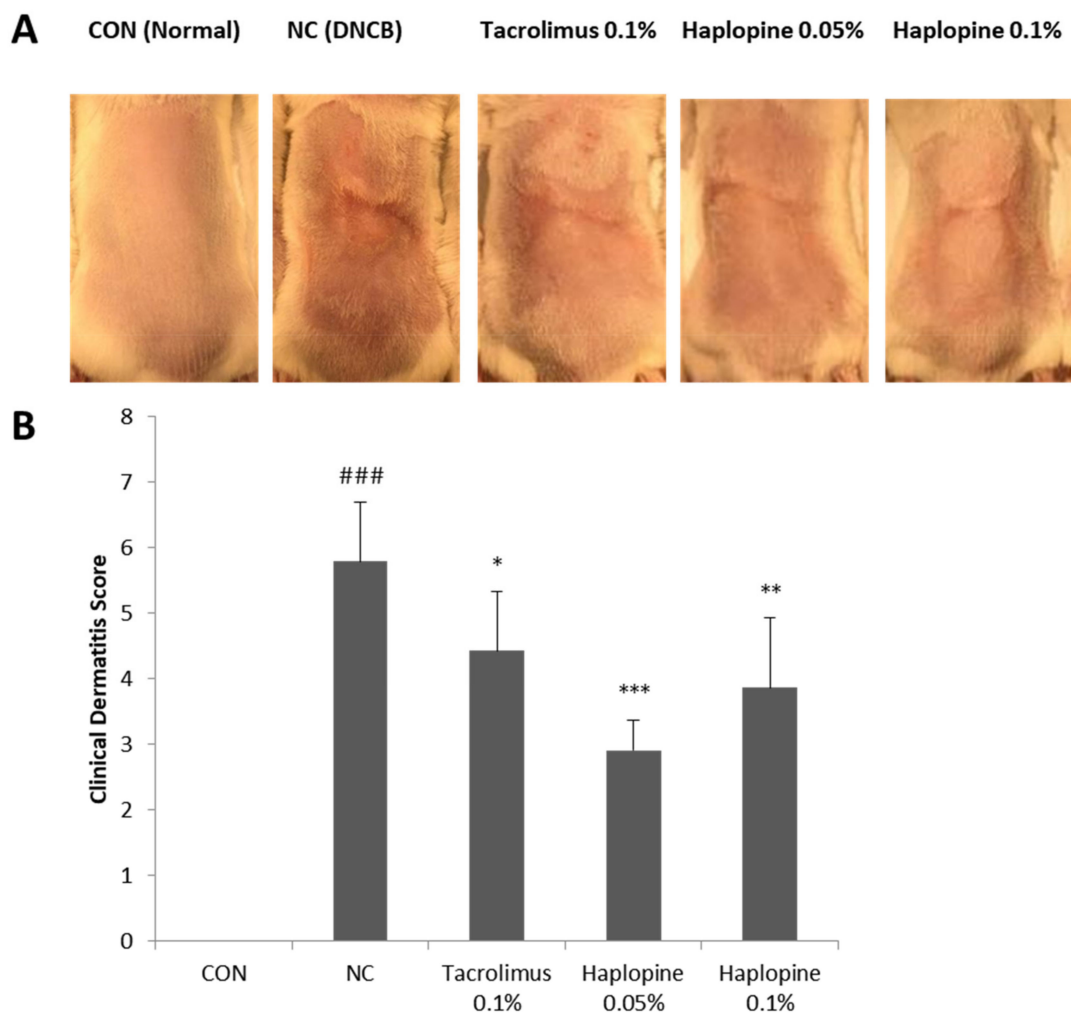 A
CON (Normal) NC (DNCB) Tacrolimus 0.1% Haplopine 0.05% Haplopine 0.1%
B
8
7
6
5
4
3
2
1
0
Clinical Dermatitis Score
###
*
***
**
CON NC Tacrolimus Haplopine Haplopine
0.1% 0.05% 0.1%